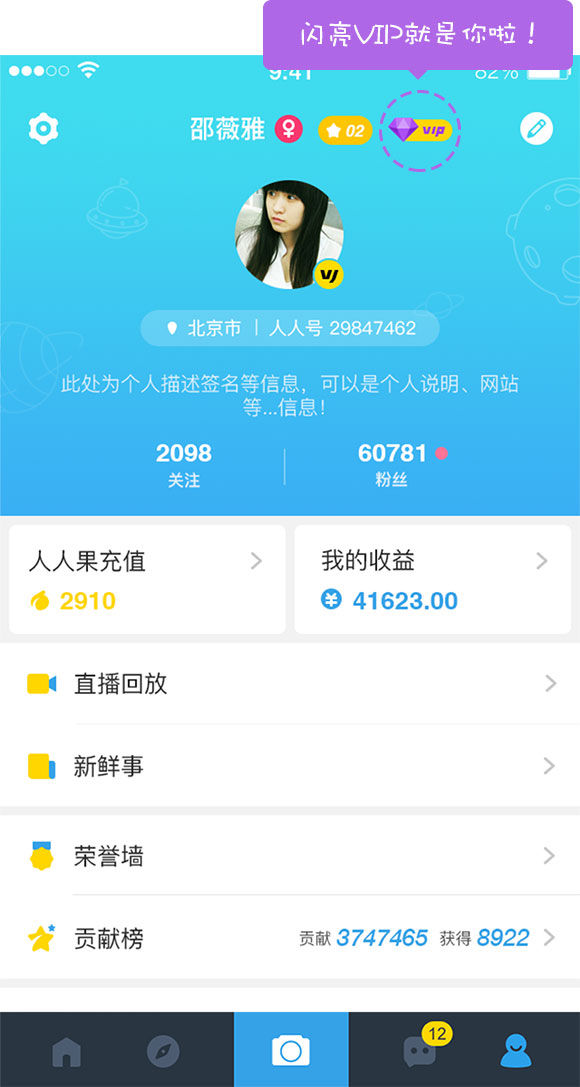 闪亮VIP就是你啦！
9:41
82%
邵薇雅
02
VIP
VJ
北京市 | 人人号 29847462
此处为个人描述签名等信息，可以是个人说明、网站
等...信息！
2098
60781
关注
粉丝
人人果充值
我的收益
2910
¥ 41623.00
直播回放
新鲜事
荣誉墙
贡献榜 贡献 3747465 获得 8922
12